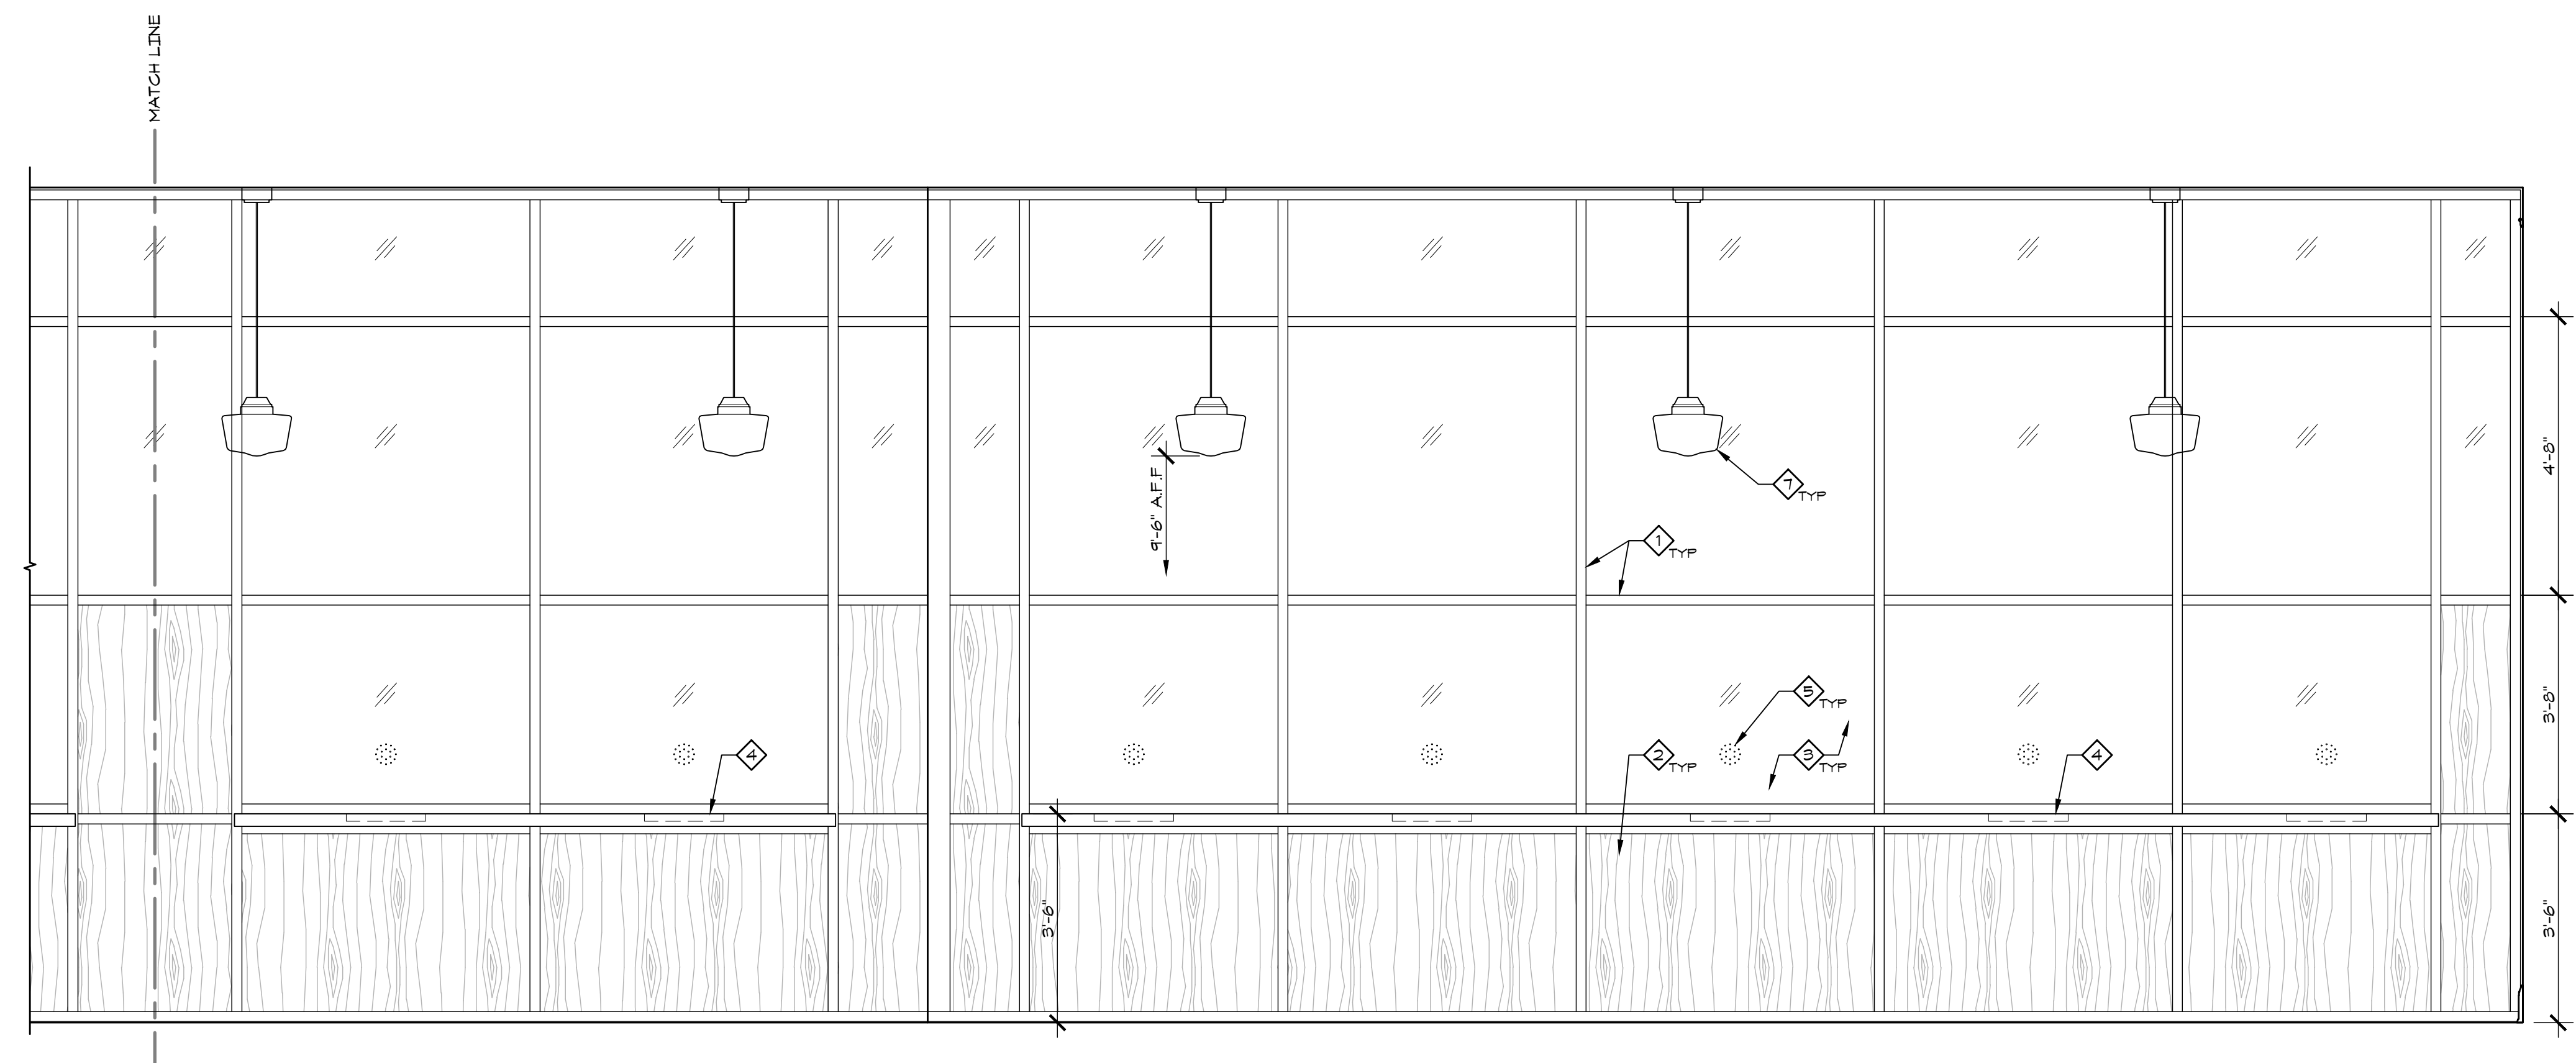 MATCH LINE
4'-8"
9'-6" A.F.F
7 TYP
1 TYP
5 TYP
3'-8"
4
2 TYP
3 TYP
4
3'-6"
3'-6"